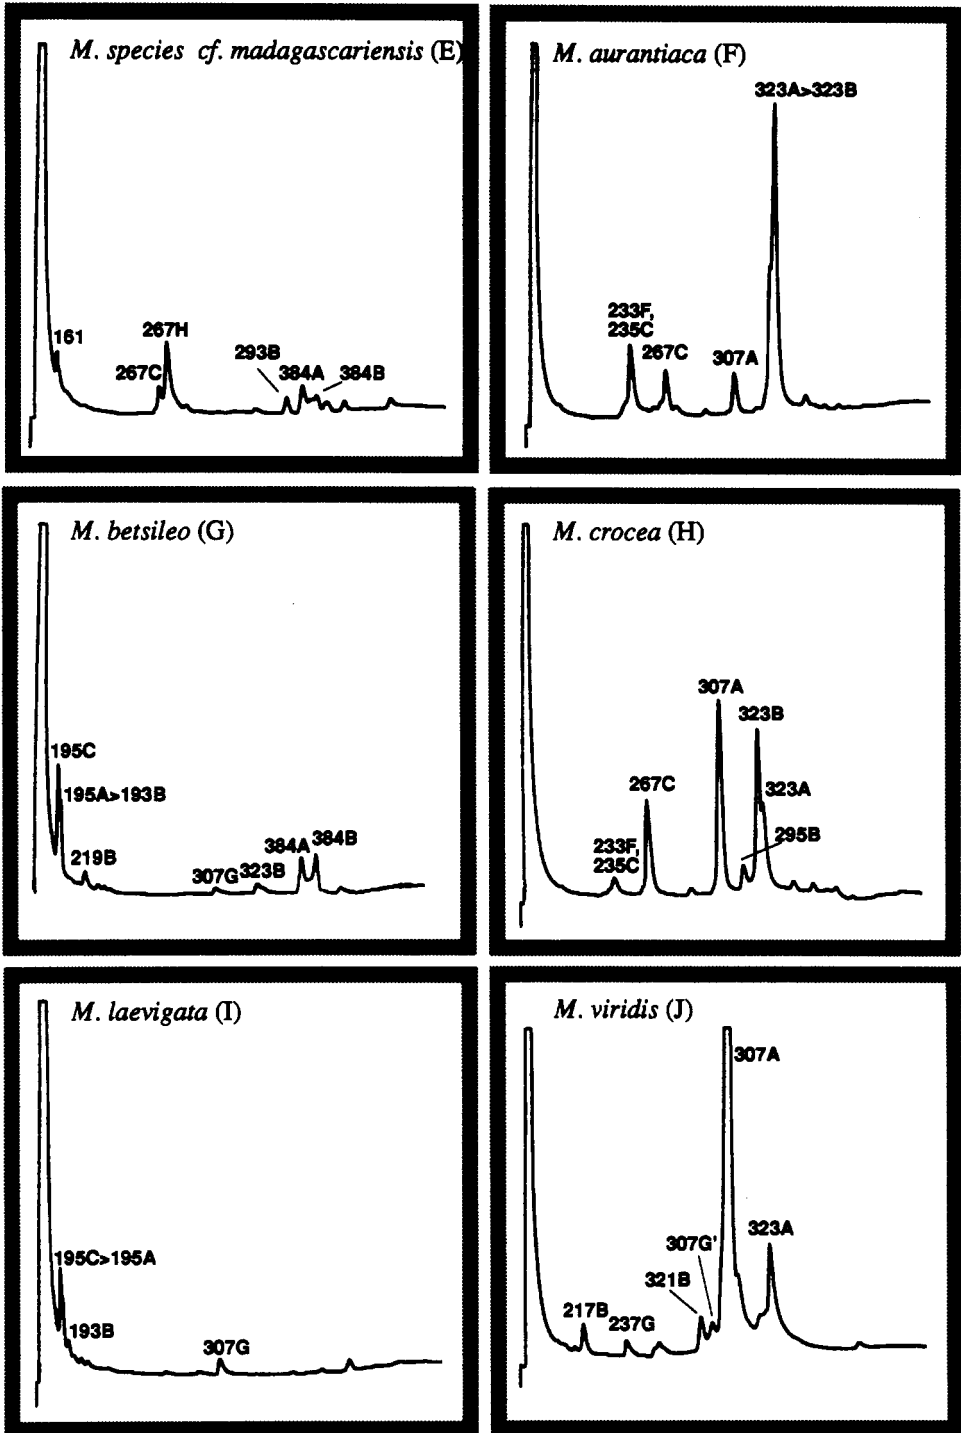 M. species cf. madagascariensis (E)
161
267C
267H
293B
384A
384B
M. aurantiaca (F)
323A>323B
233F,
235C
267C
307A
M. betsileo (G)
195C
195A>193B
219B
307G
323B
384A
384B
M. crocea (H)
307A
323B
267C
323A
295B
233F,
235C
M. laevigata (I)
195C>195A
193B
307G
M. viridis (J)
307A
307G'
323A
321B
217B
237G